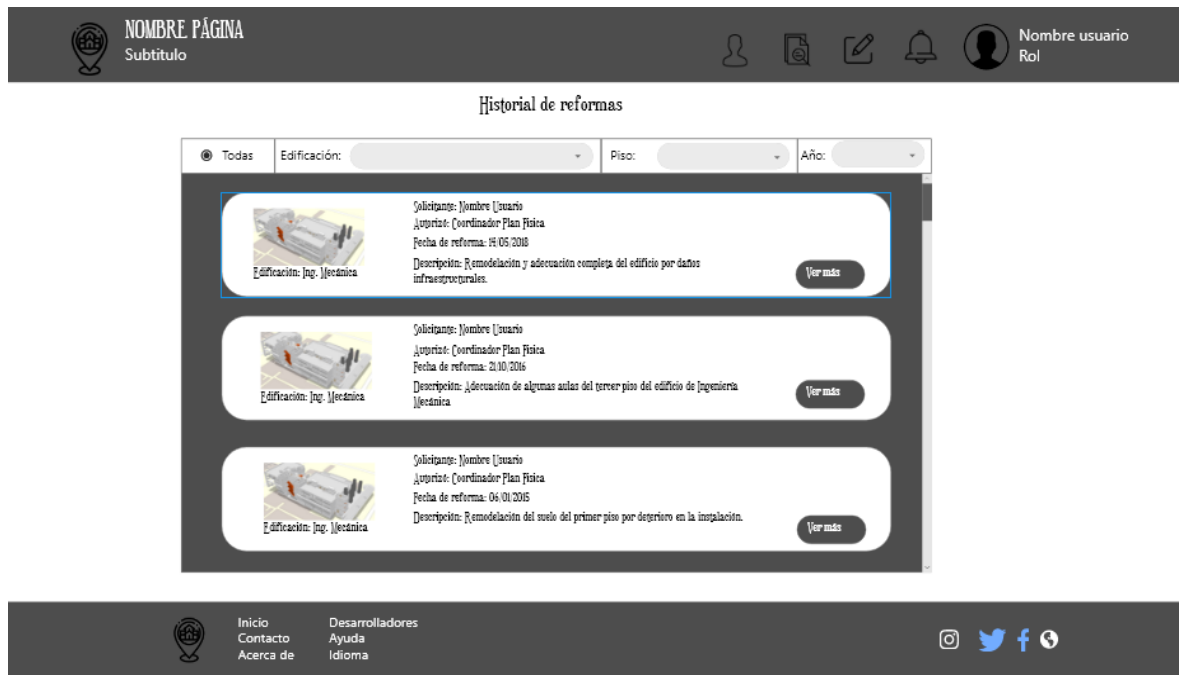 NOMBRE PÁGINA
Subtitulo
Nombre usuario
Rol
Historial de reformas
Todas
Edificación:
Piso:
Año:
Solicitante: Nombre Usuario
Autorizó: Coordinador Plan Física
Fecha de reforma: 14/05/2018
Descripción: Remodelación y adecuación completa del edificio por daños
infraestructurales.
Edificación: Ing. Mecánica
Ver más
Solicitante: Nombre Usuario
Autorizó: Coordinador Plan Física
Fecha de reforma: 21/10/2016
Descripción: Adecuación de algunas aulas del tercer piso del edificio de Ingeniería
Mecánica
Edificación: Ing. Mecánica
Ver más
Solicitante: Nombre Usuario
Autorizó: Coordinador Plan Física
Fecha de reforma: 06/01/2015
Descripción: Remodelación del suelo del primer piso por deterioro en la instalación.
Edificación: Ing. Mecánica
Ver más
Inicio
Contacto
Acerca de
Desarrolladores
Ayuda
Idioma